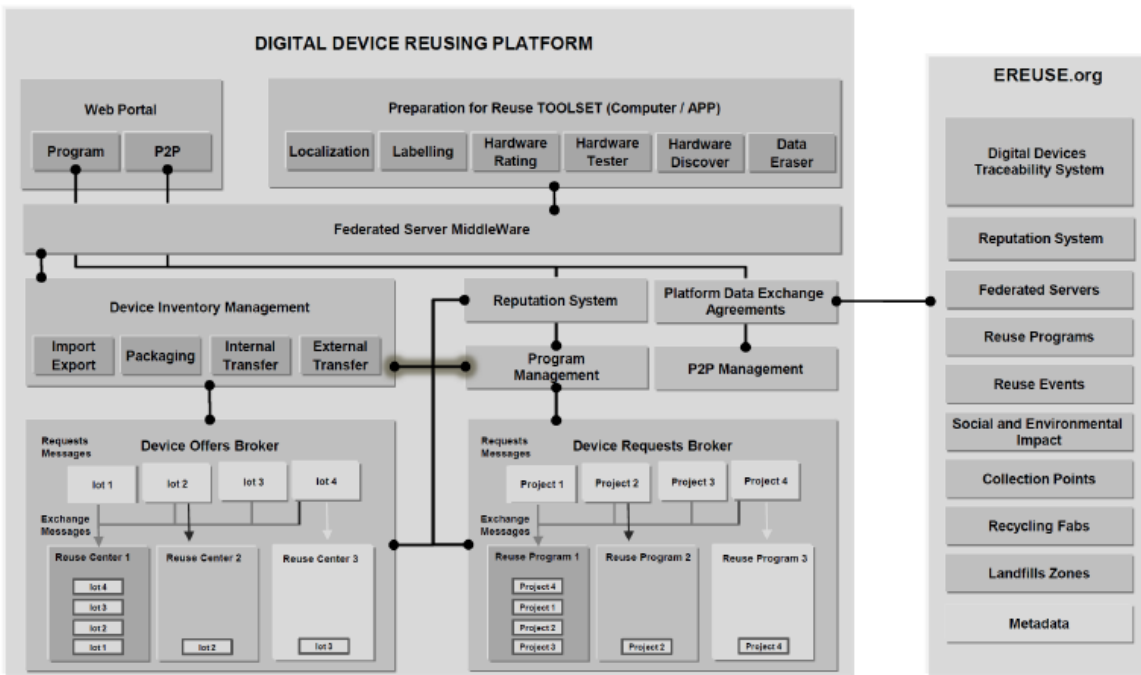 DIGITAL DEVICE REUSING PLATFORM
Web Portal
Program
P2P
Preparation for Reuse TOOLSET (Computer / APP)
Localization
Labelling
Hardware
Rating
Hardware
Tester
Hardware
Discover
Data
Eraser
Federated Server MiddleWare
Device Inventory Management
Import
Export
Packaging
Internal
Transfer
External
Transfer
Reputation System
Platform Data Exchange
Agreements
Program
Management
P2P Management
Requests
Messages
Device Offers Broker
lot 1
lot 2
lot 3
lot 4
Exchange
Messages
Reuse Center 1
lot 4
lot 3
lot 2
lot 1
Reuse Center 2
lot 2
Reuse Center 3
lot 3
Requests
Messages
Device Requests Broker
Project 1
Project 2
Project 3
Project 4
Exchange
Messages
Reuse Program 1
Project 4
Project 1
Project 2
Project 3
Reuse Program 2
Project 2
Reuse Program 3
Project 4
EREUSE.org
Digital Devices
Traceability System
Reputation System
Federated Servers
Reuse Programs
Reuse Events
Social and Environmental
Impact
Collection Points
Recycling Fabs
Landfills Zones
Metadata